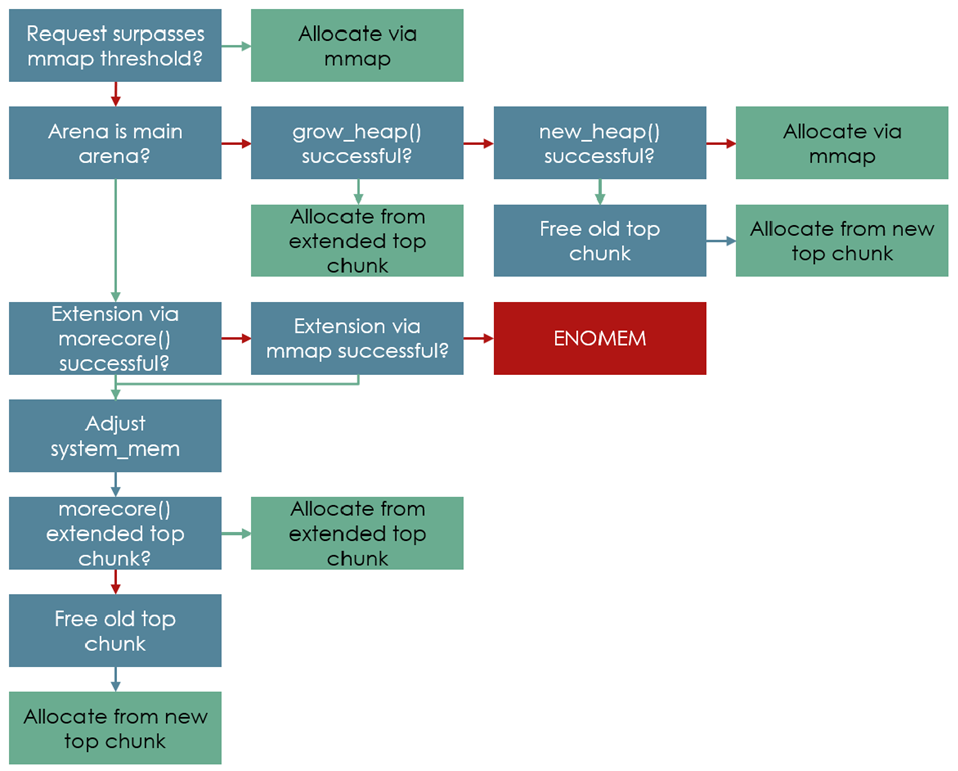 Request surpasses
mmap threshold?
Allocate via
mmap
Arena is main
arena?
grow_heap()
successful?
new_heap()
successful?
Allocate via
mmap
Allocate from
extended top
chunk
Free old top
chunk
Allocate from new
top chunk
Extension via
morecore()
successful?
Extension via
mmap successful?
ENOMEM
Adjust
system_mem
morecore()
extended top
chunk?
Allocate from
extended top
chunk
Free old top
chunk
Allocate from new
top chunk